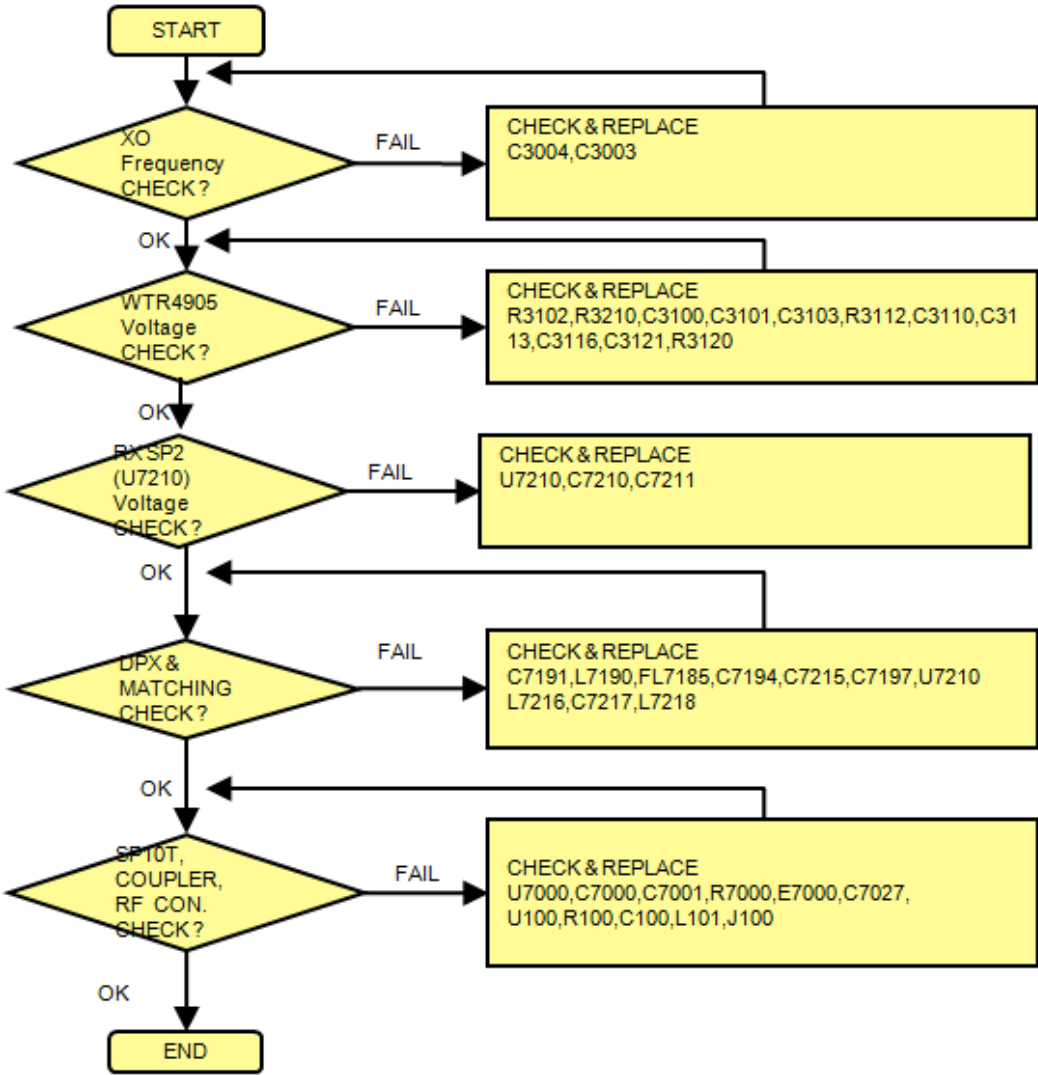 START
XO
Frequency
CHECK?
FAIL
CHECK & REPLACE
C3004,C3003
OK
WTR4905
Voltage
CHECK?
FAIL
CHECK & REPLACE
R3102,R3210,C3100,C3101,C3103,R3112,C3110,C31
13,C3116,C3121,R3120
OK
RX SP2
(U7210)
Voltage
CHECK?
FAIL
CHECK & REPLACE
U7210,C7210,C7211
OK
DPX &
MATCHING
CHECK?
FAIL
CHECK & REPLACE
C7191,L7190,FL7185,C7194,C7215,C7197,U7210
L7216,C7217,L7218
OK
SP10T,
COUPLER,
RF CON.
CHECK?
FAIL
CHECK & REPLACE
U7000,C7000,C7001,R7000,E7000,C7027,
U100,R100,C100,L101,J100
OK
END